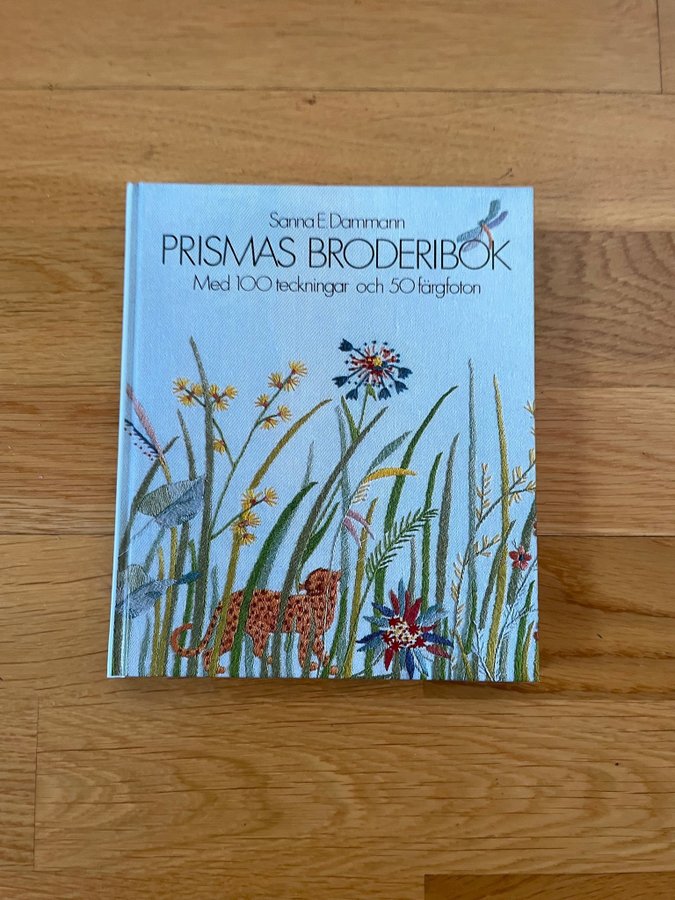 Sanna E. Dammann
PRISMAS BRODERIBOK
Med 100 teckningar och 50 färgfoton